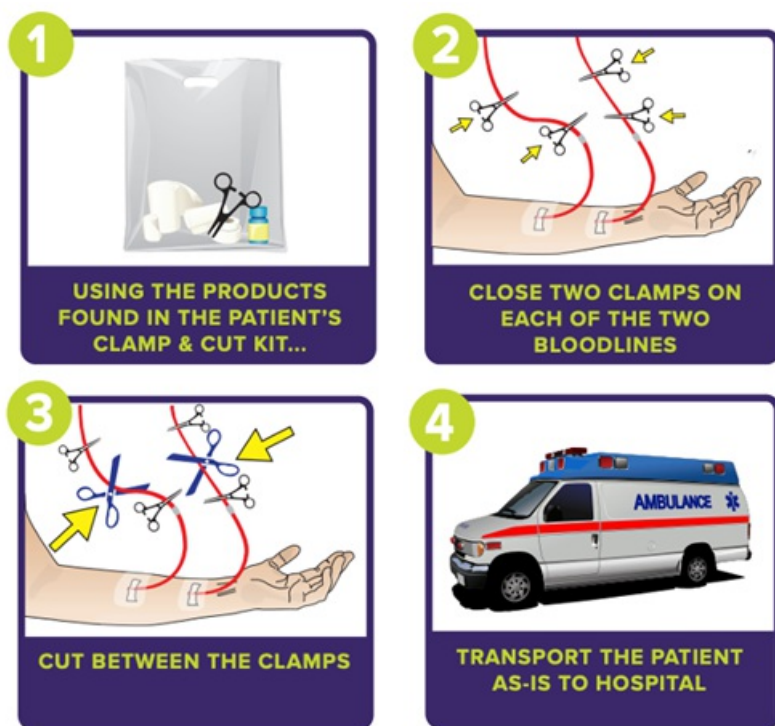 1
USING THE PRODUCTS
FOUND IN THE PATIENT'S
CLAMP & CUT KIT...
2
CLOSE TWO CLAMPS ON
EACH OF THE TWO
BLOODLINES
3
CUT BETWEEN THE CLAMPS
4
AMBULANCE
TRANSPORT THE PATIENT
AS-IS TO HOSPITAL